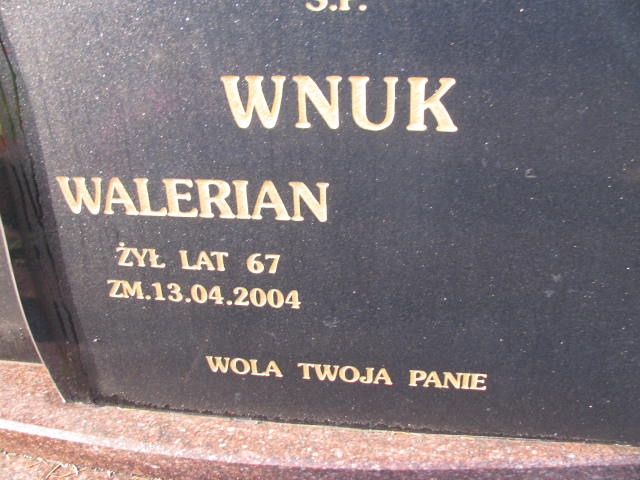 Ś.P.
WNUK
WALERIAN
ŻYŁ LAT 67
ZM.13.04.2004
WOLA TWOJA PANIE